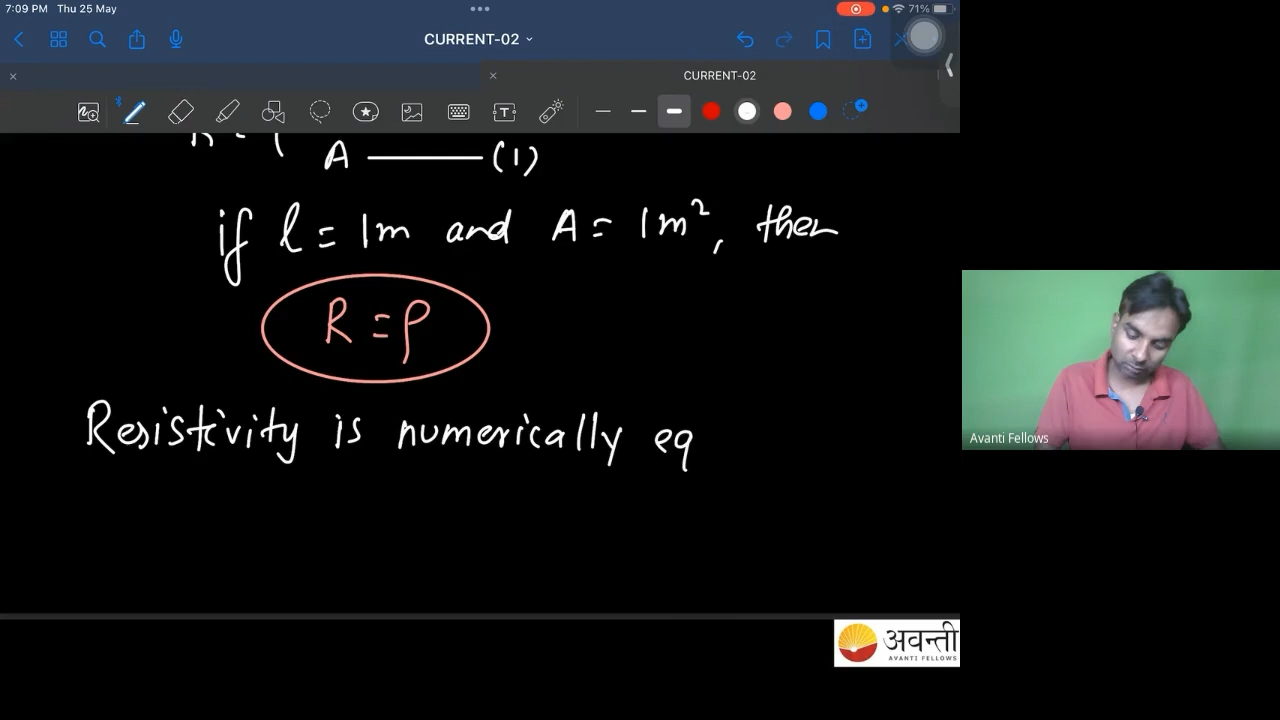 7:09 PM Thu 25 May
71%
CURRENT-02
CURRENT-02
A —— (1)
if l = 1m and A = 1m², then
R = ρ
Resistivity is numerically eq
Avanti Fellows
अवन्ती
AVANTI FELLOWS